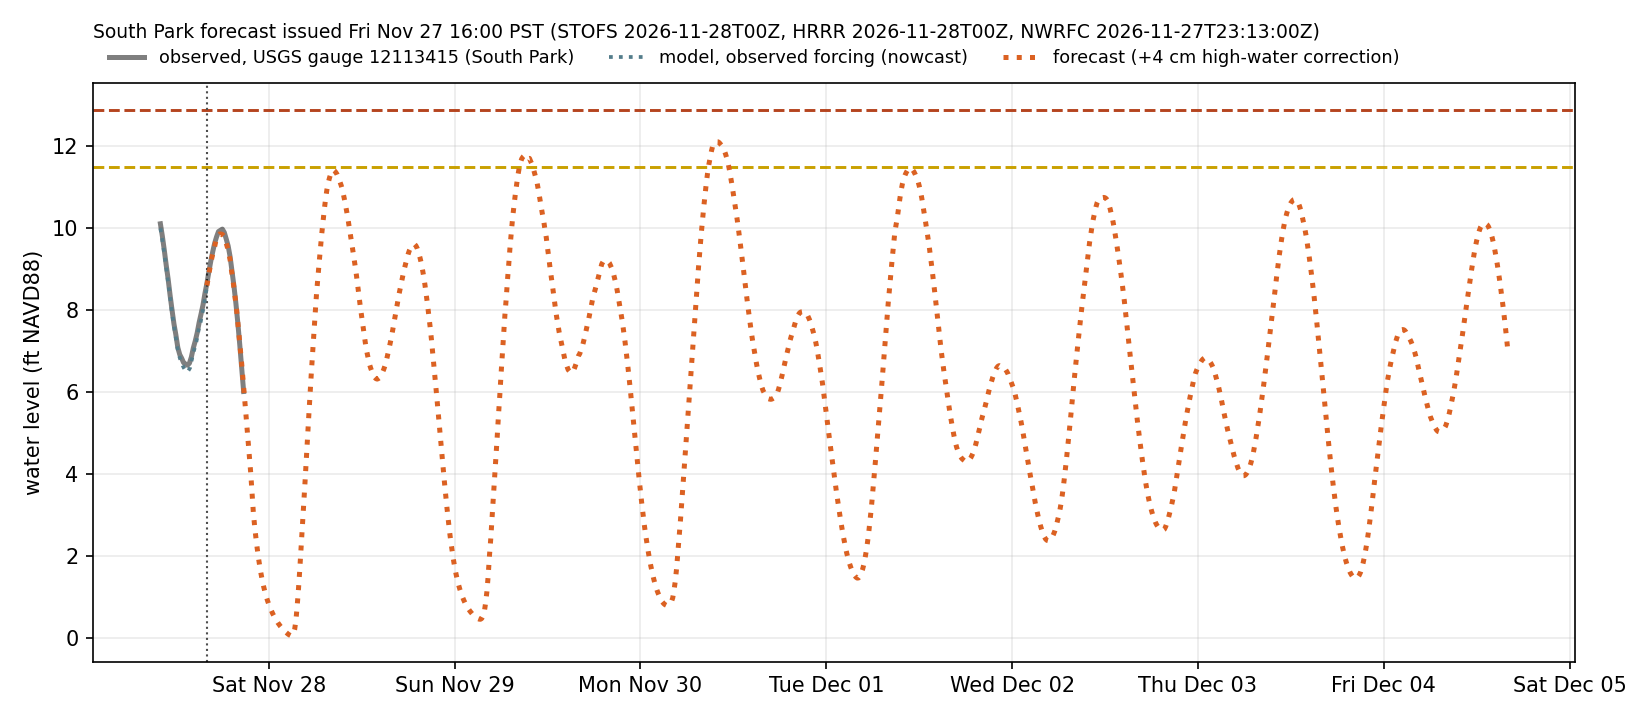 South Park forecast issued Fri Nov 27 16:00 PST (STOFS 2026-11-28T00Z, HRRR 2026-11-28T00Z, NWRFC 2026-11-27T23:13:00Z)
observed, USGS gauge 12113415 (South Park)
model, observed forcing (nowcast)
forecast (+4 cm high-water correction)
water level (ft NAVD88)
12
10
8
6
4
2
0
Sat Nov 28
Sun Nov 29
Mon Nov 30
Tue Dec 01
Wed Dec 02
Thu Dec 03
Fri Dec 04
Sat Dec 05